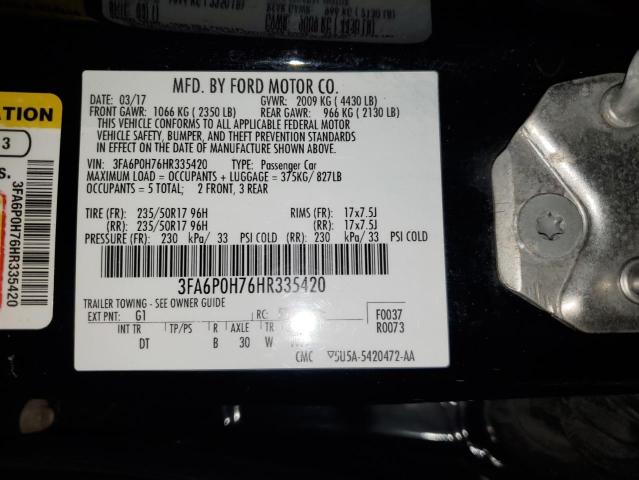 MFD. BY FORD MOTOR CO.
DATE: 03/17 GVWR: 2009 KG ( 4430 LB)
FRONT GAWR: 1066 KG ( 2350 LB) REAR GAWR: 966 KG ( 2130 LB)
THIS VEHICLE CONFORMS TO ALL APPLICABLE FEDERAL MOTOR
VEHICLE SAFETY, BUMPER, AND THEFT PREVENTION STANDARDS
IN EFFECT ON THE DATE OF MANUFACTURE SHOWN ABOVE.
VIN: 3FA6P0H76HR335420 TYPE: Passenger Car
MAXIMUM LOAD = OCCUPANTS + LUGGAGE = 375KG/ 827LB
OCCUPANTS = 5 TOTAL; 2 FRONT, 3 REAR
TIRE (FR): 235/50R17 96H RIMS (FR): 17x7.5J
(RR): 235/50R17 96H (RR): 17x7.5J
PRESSURE (FR): 230 kPa/ 33 PSI COLD (RR): 230 kPa/ 33 PSI COLD
3FA6P0H76HR335420
TRAILER TOWING - SEE OWNER GUIDE
EXT PNT: G1 RC: F0037
R0073
INT TR TP/PS R AXLE TR
DT B 30 W
CMC ▽5U5A-5420472-AA
ATION
3
s.
3FA6P0H76HR335420